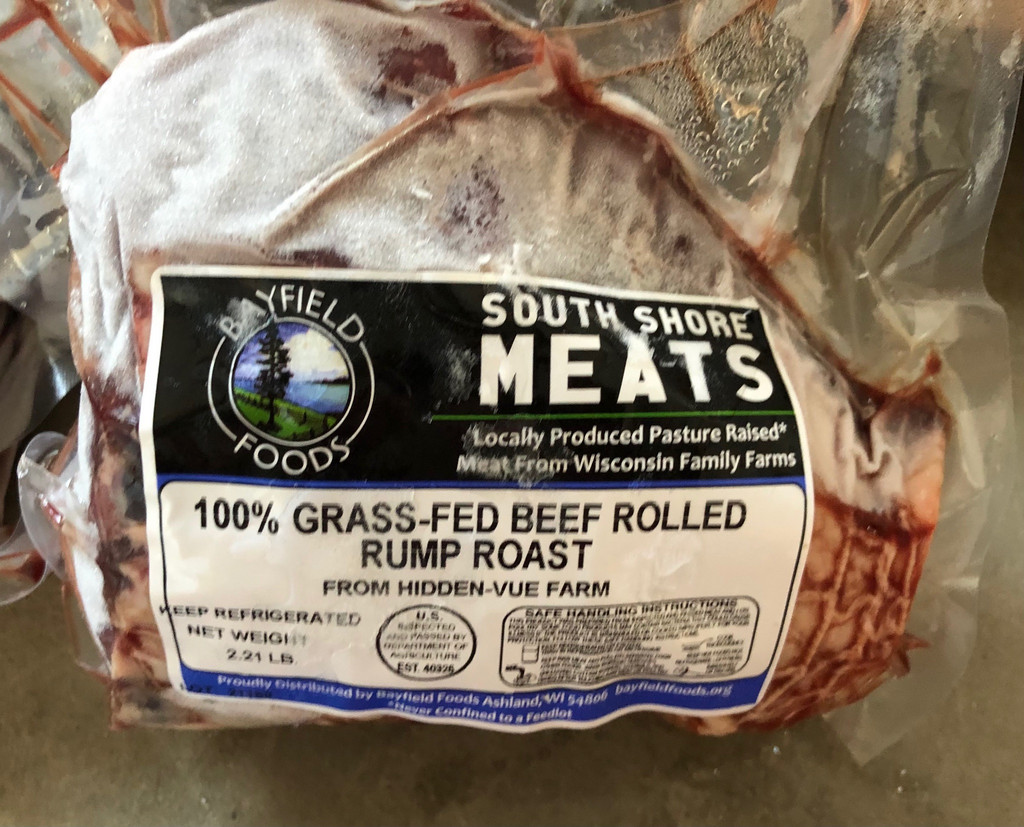 BAYFIELD
FOODS
SOUTH SHORE
MEATS
Locally Produced Pasture Raised*
Meat From Wisconsin Family Farms
100% GRASS-FED BEEF ROLLED
RUMP ROAST
FROM HIDDEN-VUE FARM
KEEP REFRIGERATED
NET WEIGHT
2.21 LB.
U.S.
INSPECTED
AND PASSED BY
DEPARTMENT OF
AGRICULTURE
EST. 40326
SAFE HANDLING INSTRUCTIONS
Proudly Distributed by Bayfield Foods Ashland, WI 54806 bayfieldfoods.org
*Never Confined to a Feedlot